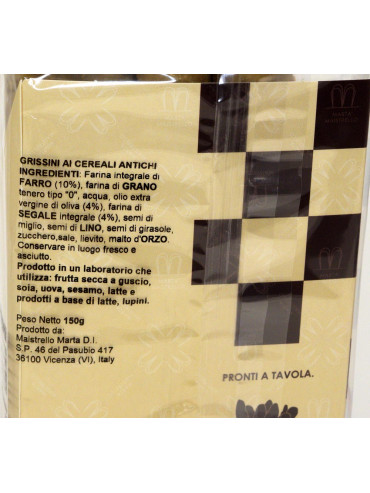 GRISSINI AI CEREALI ANTICHI
INGREDIENTI: Farina integrale di
FARRO (10%), farina di GRANO
tenero tipo "0", acqua, olio extra
vergine di oliva (4%), farina di
SEGALE integrale (4%), semi di
miglio, semi di LINO, semi di girasole,
zucchero,sale, lievito, malto d'ORZO.
Conservare in luogo fresco e
asciutto.
Prodotto in un laboratorio che
utilizza: frutta secca a guscio,
soia, uova, sesamo, latte e
prodotti a base di latte, lupini.
Peso Netto 150g
Prodotto da:
Maistrello Marta D.I.
S.P. 46 del Pasubio 417
36100 Vicenza (VI), Italy
PRONTI A TAVOLA.